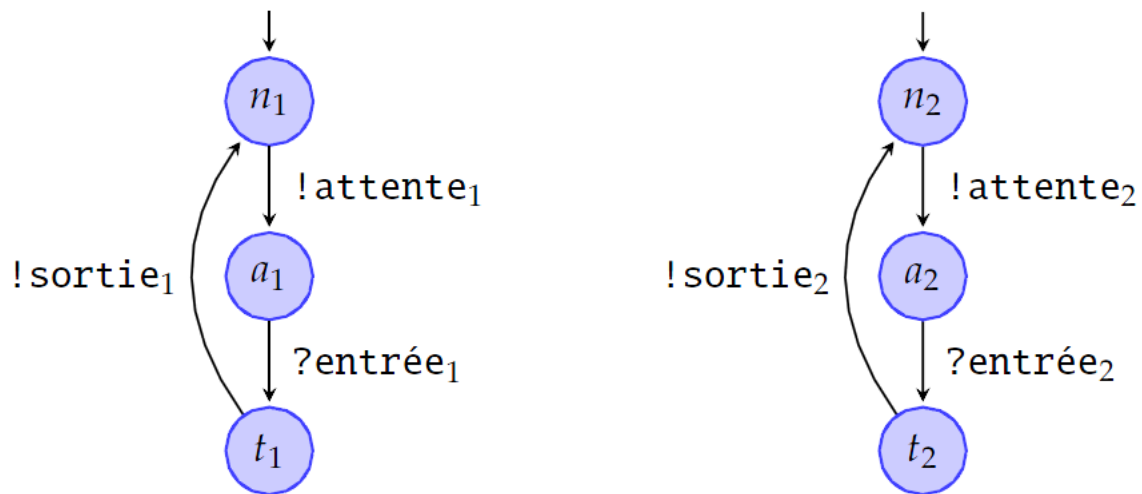 n₁
!attente₁
!sortie₁
a₁
?entrée₁
t₁
n₂
!attente₂
!sortie₂
a₂
?entrée₂
t₂